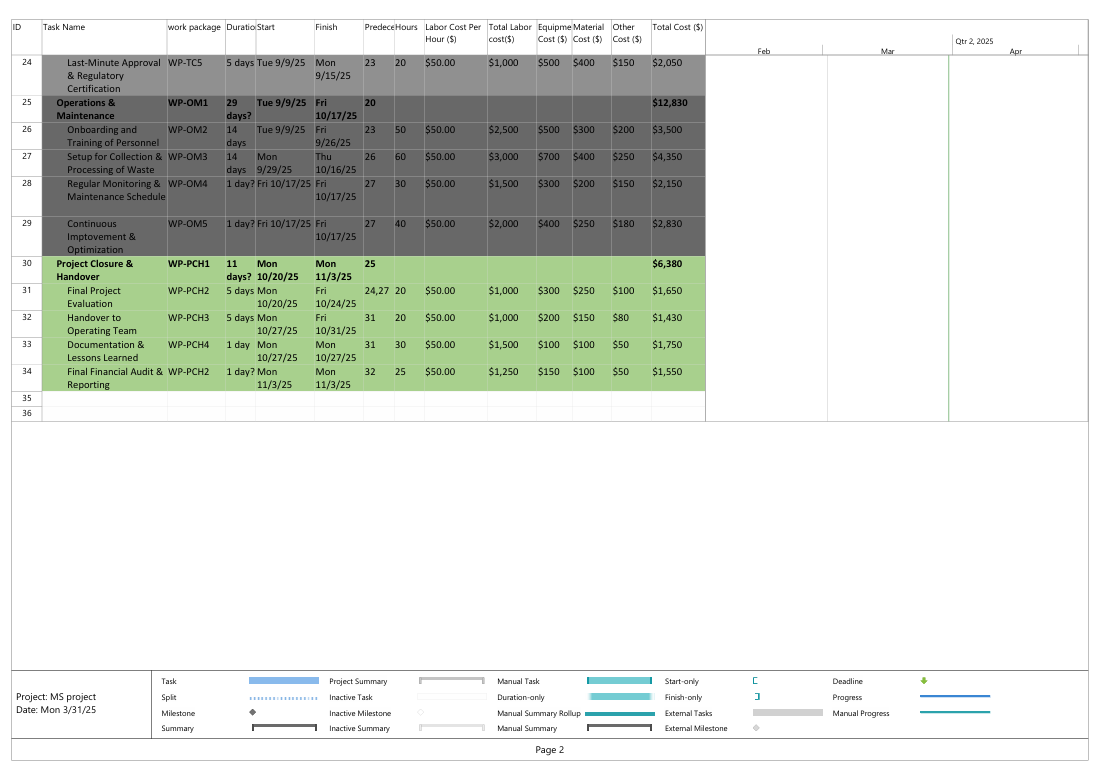 ID Task Name work package Duratio Start Finish Predece Hours Labor Cost Per Total Labor Equipme Material Other Total Cost ($)
Hour ($) cost($) Cost ($) Cost ($) Cost ($) Qtr 2, 2025
Feb Mar Apr
24 Last-Minute Approval WP-TC5 5 days Tue 9/9/25 Mon 23 20 $50.00 $1,000 $500 $400 $150 $2,050
& Regulatory 9/15/25
Certification
25 Operations & WP-OM1 29 Tue 9/9/25 Fri 20 $12,830
Maintenance days? 10/17/25
26 Onboarding and WP-OM2 14 Tue 9/9/25 Fri 23 50 $50.00 $2,500 $500 $300 $200 $3,500
Training of Personnel days 9/26/25
27 Setup for Collection & WP-OM3 14 Mon Thu 26 60 $50.00 $3,000 $700 $400 $250 $4,350
Processing of Waste days 9/29/25 10/16/25
28 Regular Monitoring & WP-OM4 1 day? Fri 10/17/25 Fri 27 30 $50.00 $1,500 $300 $200 $150 $2,150
Maintenance Schedule 10/17/25
29 Continuous WP-OM5 1 day? Fri 10/17/25 Fri 27 40 $50.00 $2,000 $400 $250 $180 $2,830
Imptovement & 10/17/25
Optimization
30 Project Closure & WP-PCH1 11 Mon Mon 25 $6,380
Handover days? 10/20/25 11/3/25
31 Final Project WP-PCH2 5 days Mon Fri 24,27 20 $50.00 $1,000 $300 $250 $100 $1,650
Evaluation 10/20/25 10/24/25
32 Handover to WP-PCH3 5 days Mon Fri 31 20 $50.00 $1,000 $200 $150 $80 $1,430
Operating Team 10/27/25 10/31/25
33 Documentation & WP-PCH4 1 day Mon Mon 31 30 $50.00 $1,500 $100 $100 $50 $1,750
Lessons Learned 10/27/25 10/27/25
34 Final Financial Audit & WP-PCH2 1 day? Mon Mon 32 25 $50.00 $1,250 $150 $100 $50 $1,550
Reporting 11/3/25 11/3/25
35
36
Project: MS project
Date: Mon 3/31/25
Task Project Summary Manual Task Start-only Deadline
Split Inactive Task Duration-only Finish-only Progress
Milestone Inactive Milestone Manual Summary Rollup External Tasks Manual Progress
Summary Inactive Summary Manual Summary External Milestone
Page 2